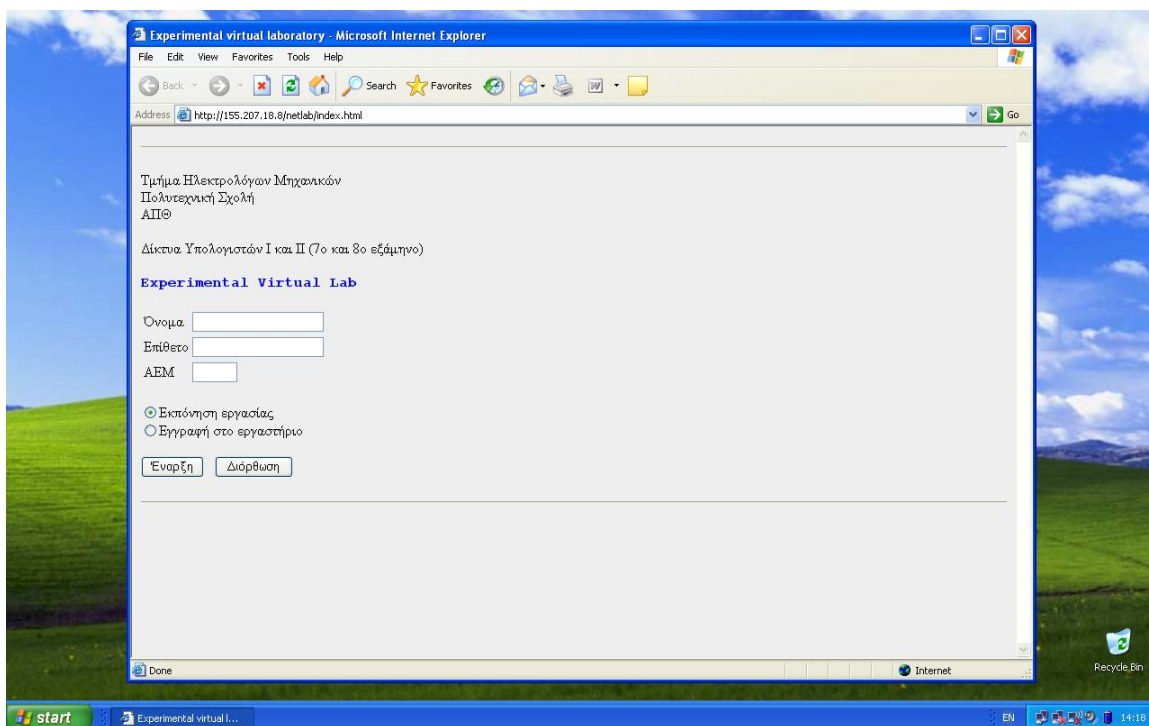 Experimental virtual laboratory - Microsoft Internet Explorer
File Edit View Favorites Tools Help
Back Search Favorites
Address http://155.207.18.8/netlab/index.html Go
Τμήμα Ηλεκτρολόγων Μηχανικών
Πολυτεχνική Σχολή
ΑΠΘ
Δίκτυα Υπολογιστών Ι και ΙΙ (7ο και 8ο εξάμηνο)
Experimental Virtual Lab
Όνομα
Επίθετο
ΑΕΜ
Εκπόνηση εργασίας
Εγγραφή στο εργαστήριο
Έναρξη Διόρθωση
Done Internet
Recycle Bin
start Experimental virtual l... EN 14:18